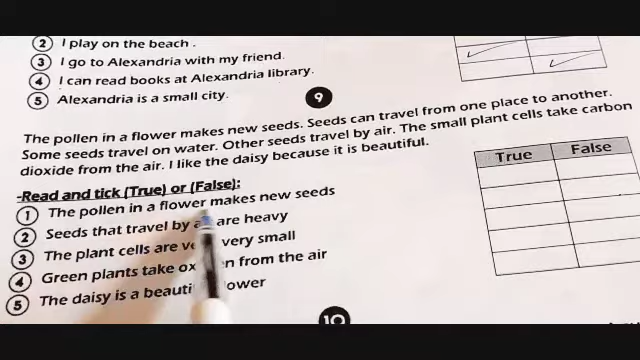 2 I play on the beach .
3 I go to Alexandria with my friend.
4 I can read books at Alexandria library.
5 Alexandria is a small city.
9
The pollen in a flower makes new seeds. Seeds can travel from one place to another.
Some seeds travel on water. Other seeds travel by air. The small plant cells take carbon
dioxide from the air. I like the daisy because it is beautiful.
-Read and tick (True) or (False):
True False
1 The pollen in a flower makes new seeds
2 Seeds that travel by are heavy
3 The plant cells are very small
4 Green plants take from the air
5 The daisy is a
10